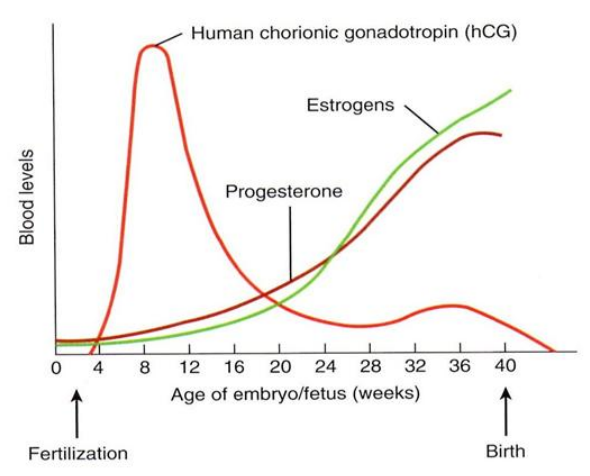 Human chorionic gonadotropin (hCG)
Estrogens
Progesterone
Blood levels
0 4 8 12 16 20 24 28 32 36 40
Age of embryo/fetus (weeks)
Fertilization
Birth